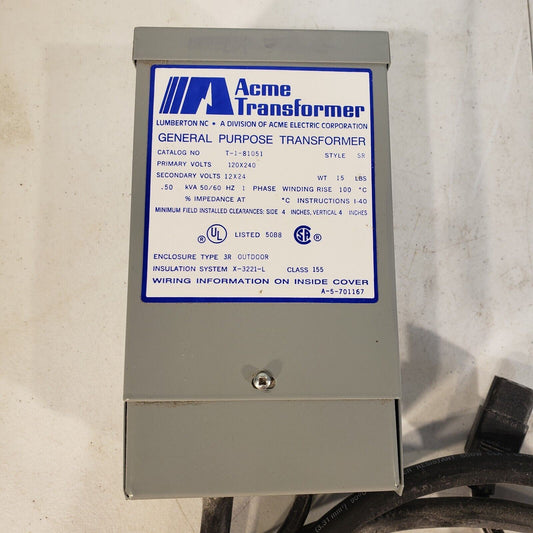 Acme
Transformer
LUMBERTON NC • A DIVISION OF ACME ELECTRIC CORPORATION
GENERAL PURPOSE TRANSFORMER
CATALOG NO T-1-81051 STYLE SR
PRIMARY VOLTS 120X240
SECONDARY VOLTS 12X24 WT 15 LBS
.50 kVA 50/60 HZ 1 PHASE WINDING RISE 100 °C
% IMPEDANCE AT °C INSTRUCTIONS I-40
MINIMUM FIELD INSTALLED CLEARANCES: SIDE 4 INCHES, VERTICAL 4 INCHES
® UL LISTED 50B8 SA ®
ENCLOSURE TYPE 3R OUTDOOR
INSULATION SYSTEM X-3221-L CLASS 155
WIRING INFORMATION ON INSIDE COVER
A-5-701167